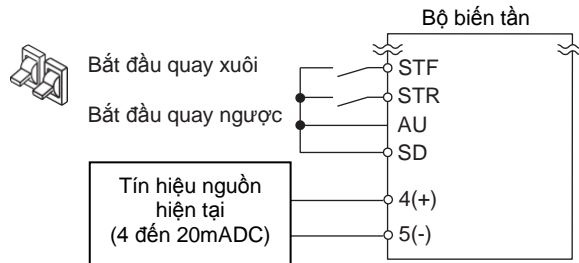 Bộ biến tần
Bắt đầu quay xuôi
STF
STR
Bắt đầu quay ngược
AU
SD
Tín hiệu nguồn
hiện tại
(4 đến 20mADC)
4(+)
5(-)